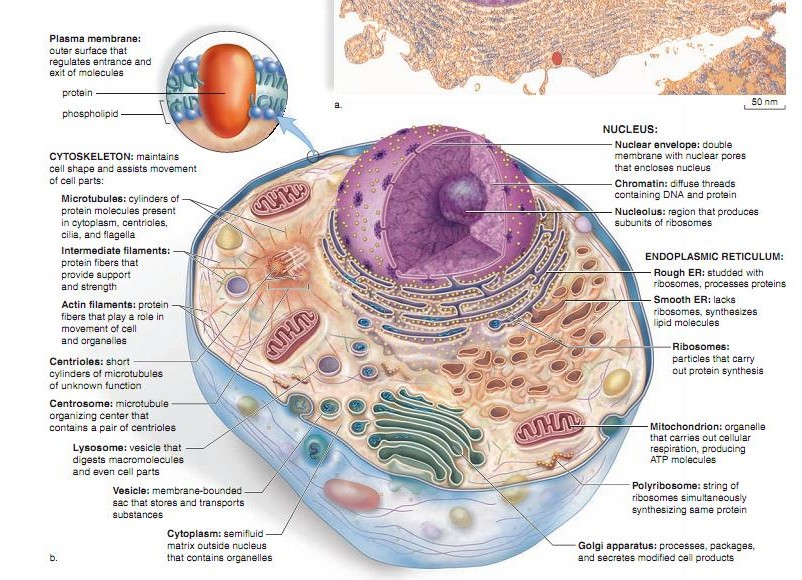 Plasma membrane:
outer surface that
regulates entrance and
exit of molecules
protein
phospholipid
a.
50 nm
CYTOSKELETON: maintains
cell shape and assists movement
of cell parts:
Microtubules: cylinders of
protein molecules present
in cytoplasm, centrioles,
cilia, and flagella
Intermediate filaments:
protein fibers that
provide support
and strength
Actin filaments: protein
fibers that play a role in
movement of cell
and organelles
Centrioles: short
cylinders of microtubules
of unknown function
Centrosome: microtubule
organizing center that
contains a pair of centrioles
Lysosome: vesicle that
digests macromolecules
and even cell parts
Vesicle: membrane-bounded
sac that stores and transports
substances
Cytoplasm: semifluid
matrix outside nucleus
that contains organelles
b.
NUCLEUS:
Nuclear envelope: double
membrane with nuclear pores
that encloses nucleus
Chromatin: diffuse threads
containing DNA and protein
Nucleolus: region that produces
subunits of ribosomes
ENDOPLASMIC RETICULUM:
Rough ER: studded with
ribosomes, processes proteins
Smooth ER: lacks
ribosomes, synthesizes
lipid molecules
Ribosomes:
particles that carry
out protein synthesis
Mitochondrion: organelle
that carries out cellular
respiration, producing
ATP molecules
Polyribosome: string of
ribosomes simultaneously
synthesizing same protein
Golgi apparatus: processes, packages,
and secretes modified cell products